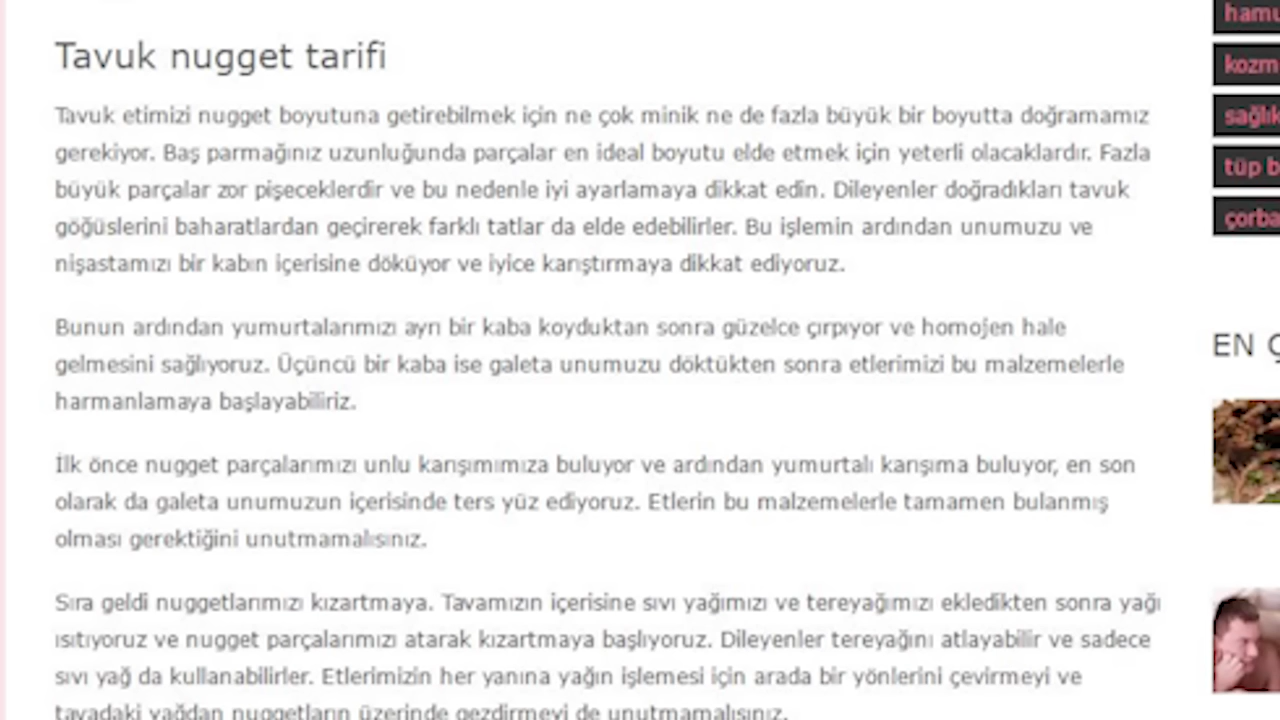 Tavuk nugget tarifi
Tavuk etimizi nugget boyutuna getirebilmek için ne çok minik ne de fazla büyük bir boyutta doğramamız
gerekiyor. Baş parmağınız uzunluğunda parçalar en ideal boyutu elde etmek için yeterli olacaklardır. Fazla
büyük parçalar zor pişeceklerdir ve bu nedenle iyi ayarlamaya dikkat edin. Dileyenler doğradıkları tavuk
göğüslerini baharatlardan geçirerek farklı tatlar da elde edebilirler. Bu işlemin ardından unumuzu ve
nişastamızı bir kabın içerisine döküyor ve iyice karıştırmaya dikkat ediyoruz.
Bunun ardından yumurtalarımızı ayrı bir kaba koyduktan sonra güzelce çırpıyor ve homojen hale
gelmesini sağlıyoruz. Üçüncü bir kaba ise galeta unumuzu döktükten sonra etlerimizi bu malzemelerle
harmanlamaya başlayabiliriz.
İlk önce nugget parçalarımızı unlu karışımımıza buluyor ve ardından yumurtalı karışıma buluyor, en son
olarak da galeta unumuzun içerisinde ters yüz ediyoruz. Etlerin bu malzemelerle tamamen bulanmış
olması gerektiğini unutmamalısınız.
Sıra geldi nuggetlarımızı kızartmaya. Tavamızın içerisine sıvı yağımızı ve tereyağımızı ekledikten sonra yağı
ısıtıyoruz ve nugget parçalarımızı atarak kızartmaya başlıyoruz. Dileyenler tereyağını atlayabilir ve sadece
sıvı yağ da kullanabilirler. Etlerimizin her yanına yağın işlemesi için arada bir yönlerini çevirmeyi ve
tavadaki yağdan nuggetların üzerinde gezdirmeyi de unutmamalısınız.
hamu
kozm
sağlık
tüp b
çorba
EN Ç